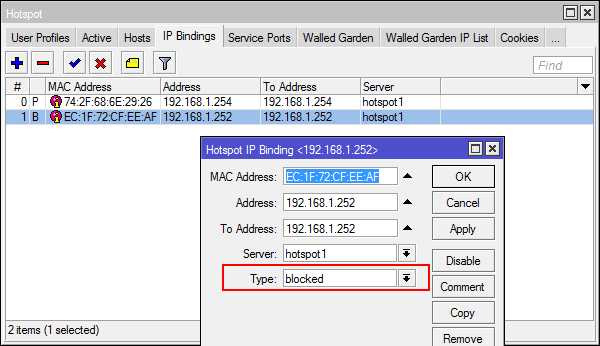 Hotspot
User Profiles Active Hosts IP Bindings Service Ports Walled Garden Walled Garden IP List Cookies ...
Find
# MAC Address Address To Address Server
0 P 74:2F:68:6E:29:26 192.168.1.254 192.168.1.254 hotspot1
1 B EC:1F:72:CF:EE:AF 192.168.1.252 192.168.1.252 hotspot1
Hotspot IP Binding <192.168.1.252>
MAC Address: EC:1F:72:CF:EE:AF OK
Address: 192.168.1.252 Cancel
To Address: 192.168.1.252 Apply
Server: hotspot1
Disable
Type: blocked
Comment
Copy
Remove
2 items (1 selected)